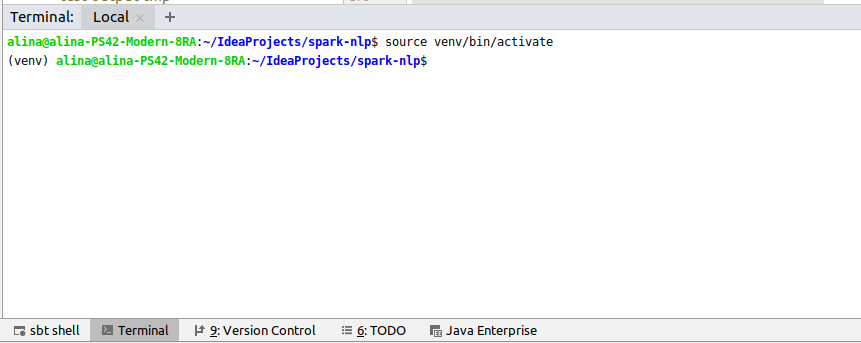 Terminal: Local × +
alina@alina-PS42-Modern-8RA:~/IdeaProjects/spark-nlp$ source venv/bin/activate
(venv) alina@alina-PS42-Modern-8RA:~/IdeaProjects/spark-nlp$
sbt shell Terminal 9: Version Control 6: TODO Java Enterprise